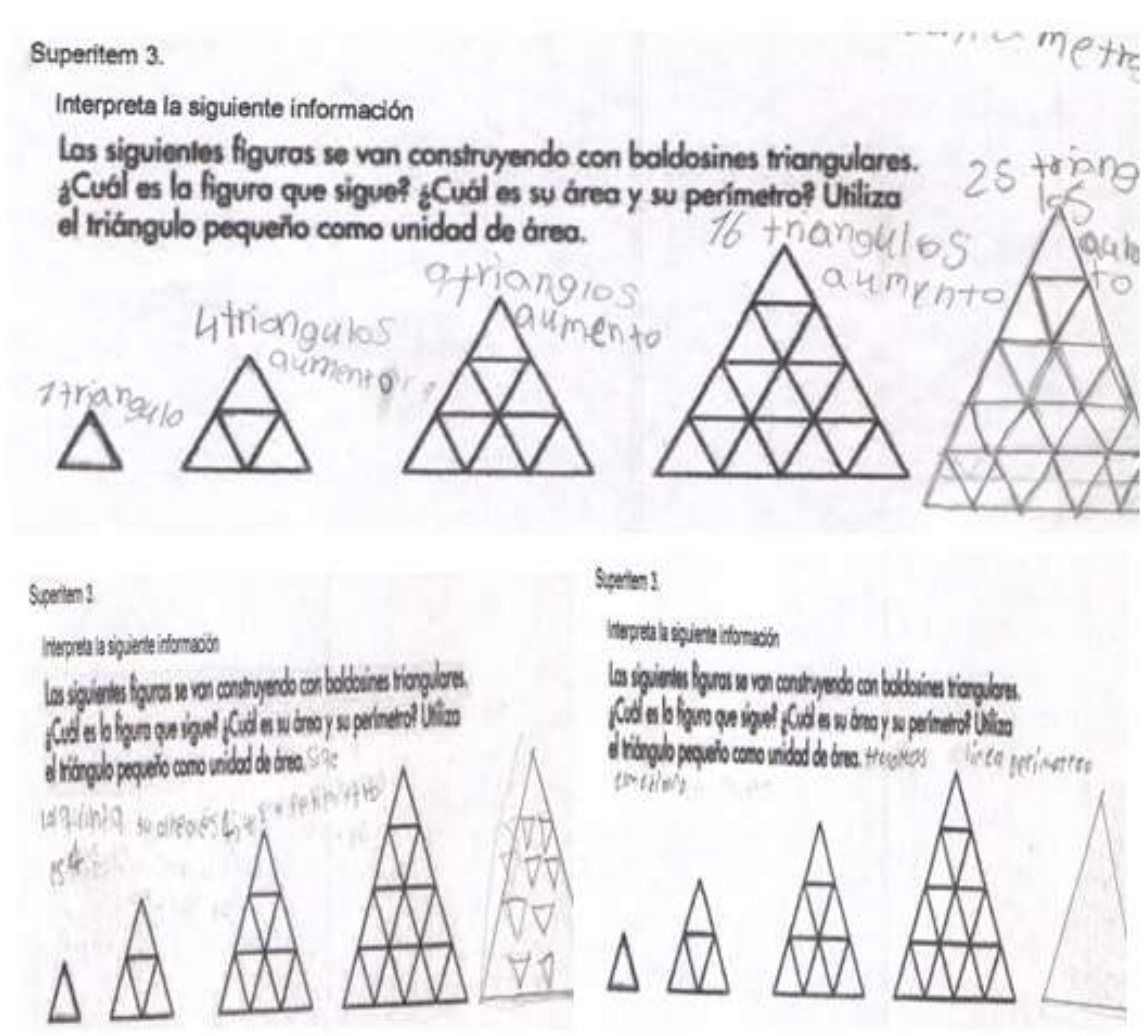 metro
Superitem 3.
Interpreta la siguiente información
Las siguientes figuras se van construyendo con baldosines triangulares.
¿Cuál es la figura que sigue? ¿Cuál es su área y su perímetro? Utiliza
el triángulo pequeño como unidad de área.
1 triangulo
4 triangulos
aumento
9 trianglos
aumento
16 triangulos
aumento
25 triang
los
Superitem 3.
Interpreta la siguiente información
Las siguientes figuras se van construyendo con baldosines triangulares.
¿Cuál es la figura que sigue? ¿Cuál es su área y su perímetro? Utiliza
el triángulo pequeño como unidad de área.
su area es
Superitem 3.
Interpreta la siguiente información
Las siguientes figuras se van construyendo con baldosines triangulares.
¿Cuál es la figura que sigue? ¿Cuál es su área y su perímetro? Utiliza
el triángulo pequeño como unidad de área.